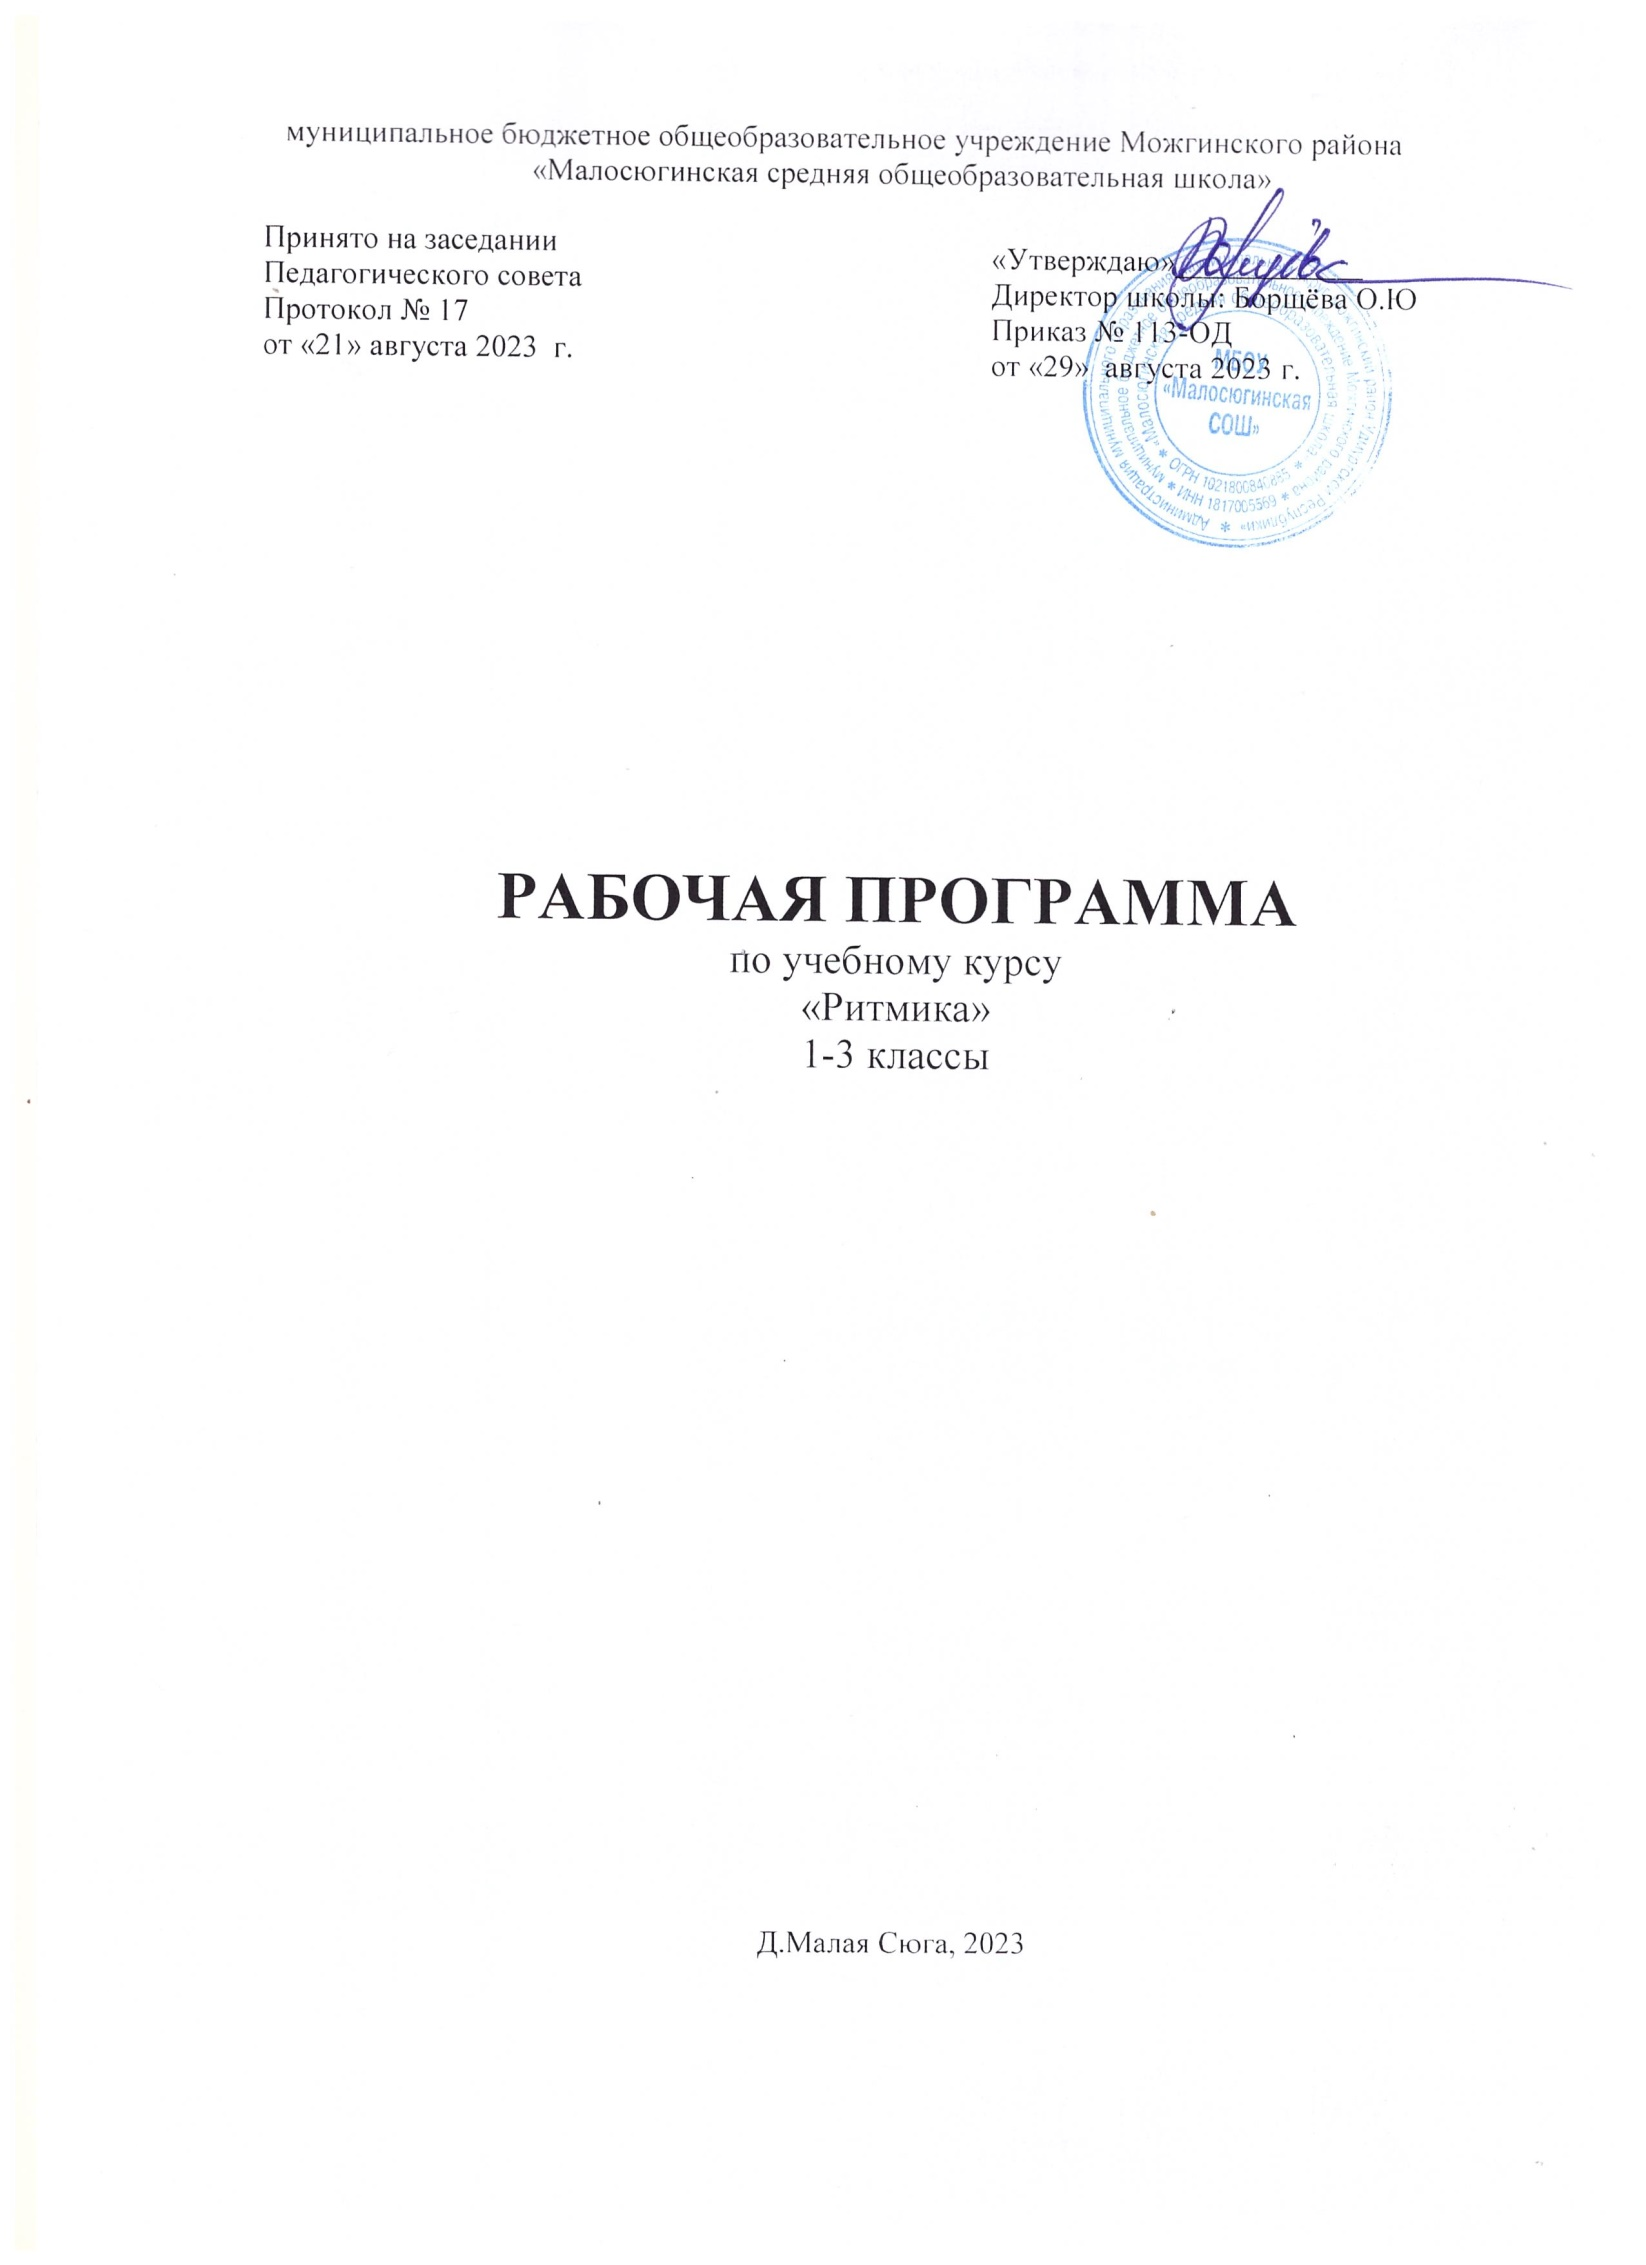 муниципальное бюджетное общеобразовательное учреждение Можгинского района
«Малосюгинская средняя общеобразовательная школа»
Принято на заседании
Педагогического совета
Протокол № 17
от «21» августа 2023 г.
«Утверждаю»
Директор школы: Борщёва О.Ю
Приказ № 113-ОД
от «29» августа 2023 г.
МБОУ
«Малосюгинская
СОШ»
ИНН 1817005569
РАБОЧАЯ ПРОГРАММА
по учебному курсу
«Ритмика»
1-3 классы
Д.Малая Сюга, 2023